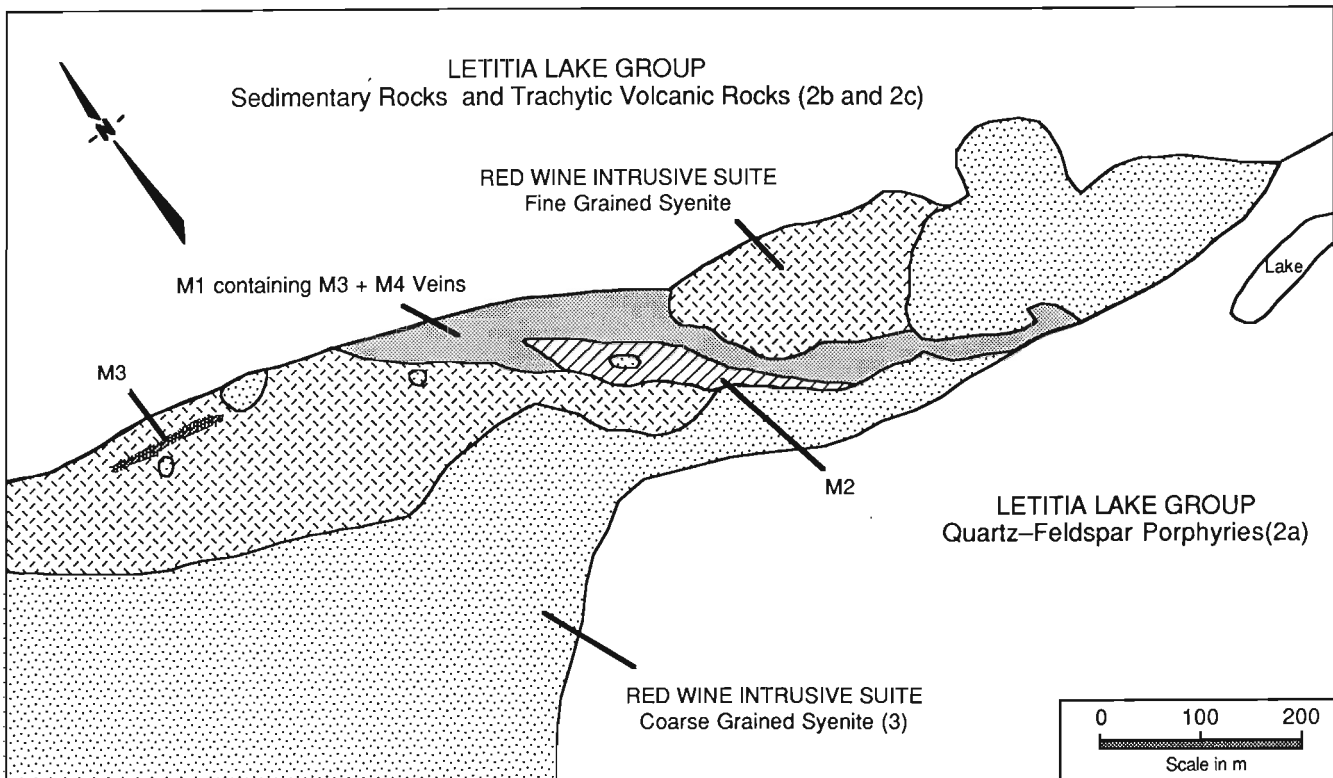 LETITIA LAKE GROUP
Sedimentary Rocks and Trachytic Volcanic Rocks (2b and 2c)
N
RED WINE INTRUSIVE SUITE
Fine Grained Syenite
Lake
M1 containing M3 + M4 Veins
M3
M2
LETITIA LAKE GROUP
Quartz–Feldspar Porphyries(2a)
RED WINE INTRUSIVE SUITE
Coarse Grained Syenite (3)
0 100 200
Scale in m